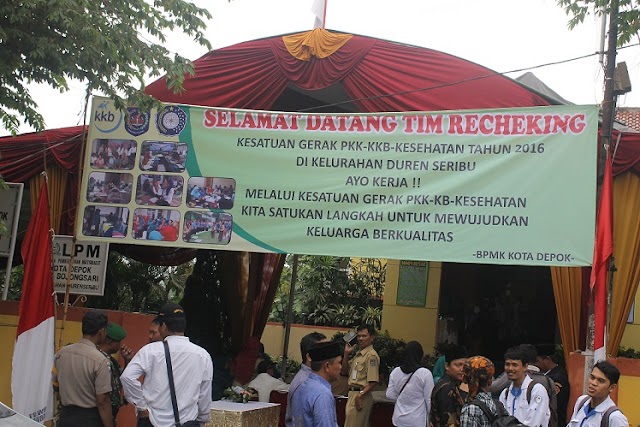 kkb
SELAMAT DATANG TIM RECHEKING
KESATUAN GERAK PKK-KKB-KESEHATAN TAHUN 2016
DI KELURAHAN DUREN SERIBU
AYO KERJA !!
MELALUI KESATUAN GERAK PKK-KB-KESEHATAN
KITA SATUKAN LANGKAH UNTUK MEWUJUDKAN
KELUARGA BERKUALITAS
-BPMK KOTA DEPOK-
LPM
KOTA DEPOK
BOJONGSARI